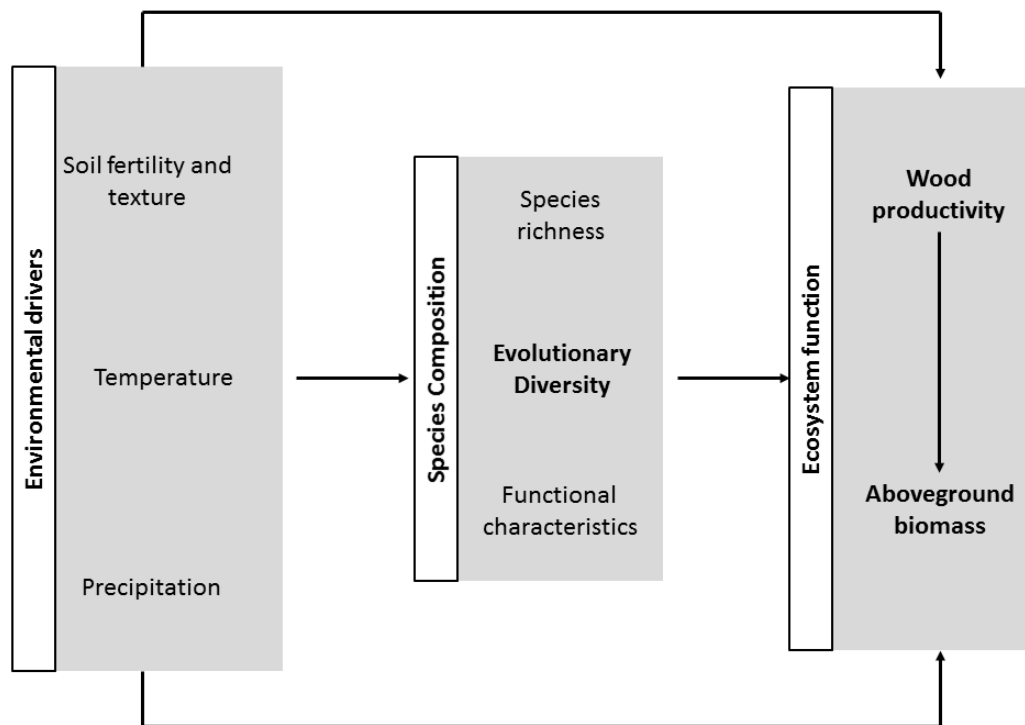 Environmental drivers
Soil fertility and
texture
Temperature
Precipitation
Species Composition
Species
richness
Evolutionary
Diversity
Functional
characteristics
Ecosystem function
Wood
productivity
Aboveground
biomass